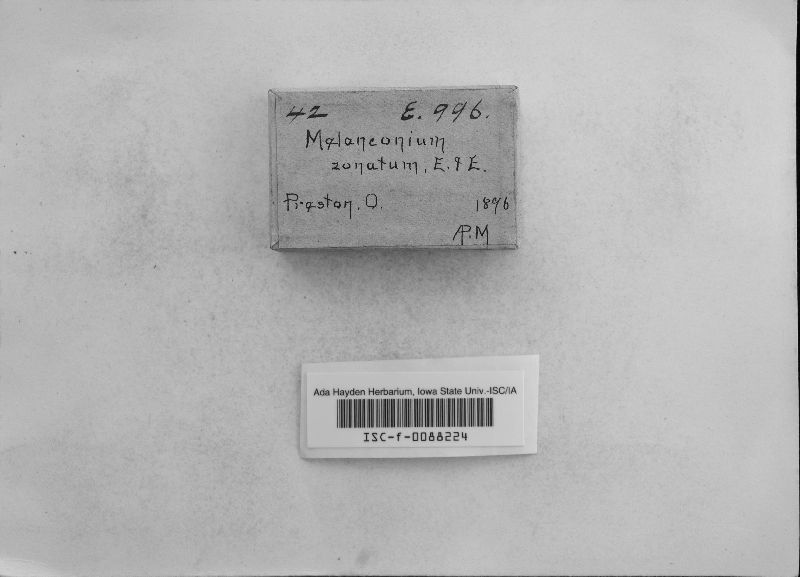 42 E. 996.
Melanconium
zonatum, E. & E.
Preston, O. 1896
A.P.M
Ada Hayden Herbarium, Iowa State Univ.-ISC/IA
ISC-f-0088224